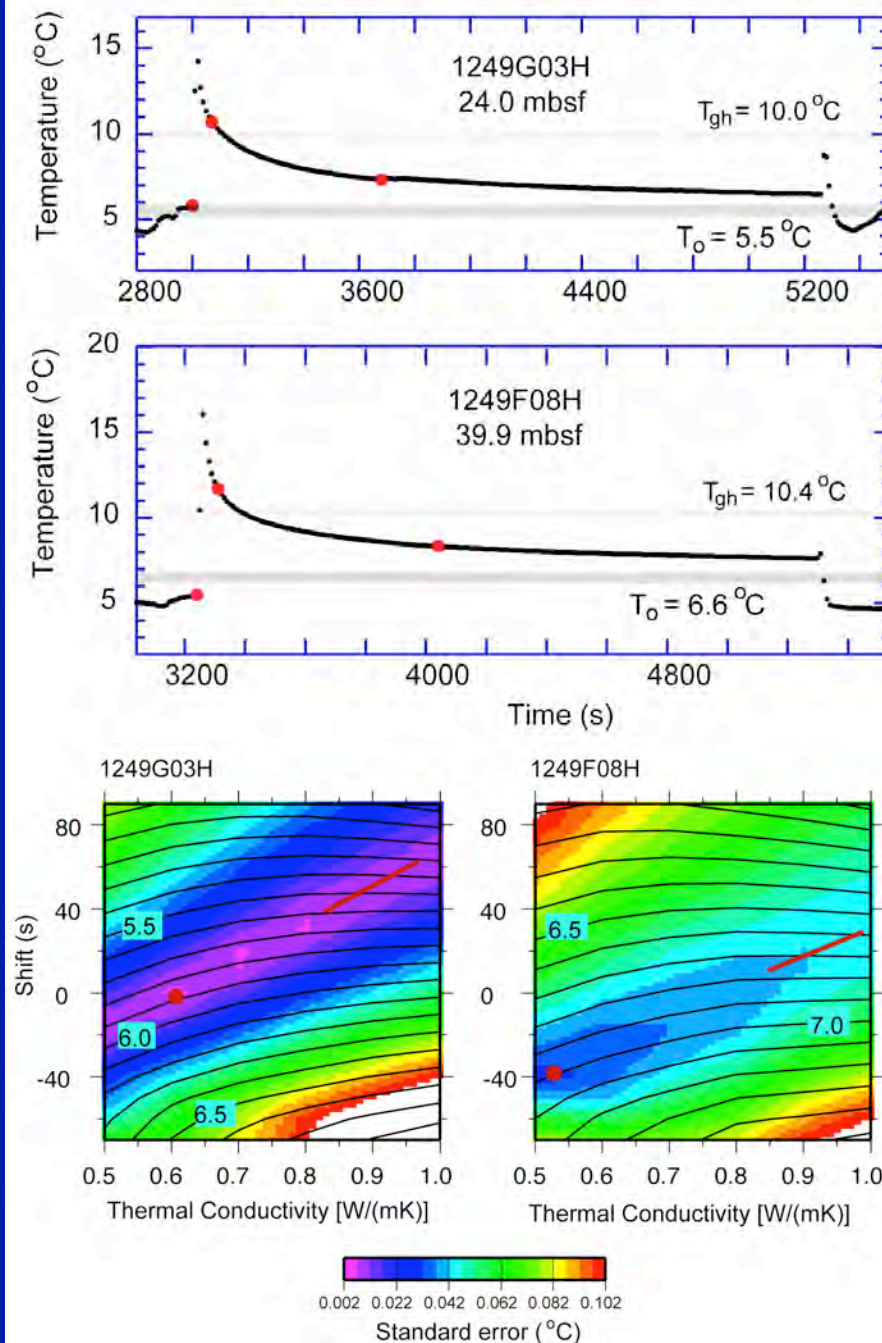 15
10
5
Temperature (°C)
1249G03H
24.0 mbsf
Tgh = 10.0 °C
To = 5.5 °C
2800 3600 4400 5200
20
15
10
5
Temperature (°C)
1249F08H
39.9 mbsf
Tgh = 10.4 °C
To = 6.6 °C
3200 4000 4800
Time (s)
1249G03H
80
40
0
-40
Shift (s)
5.5
6.0
6.5
0.5 0.6 0.7 0.8 0.9 1.0
Thermal Conductivity [W/(mK)]
1249F08H
80
40
0
-40
6.5
7.0
0.5 0.6 0.7 0.8 0.9 1.0
Thermal Conductivity [W/(mK)]
0.002 0.022 0.042 0.062 0.082 0.102
Standard error (°C)